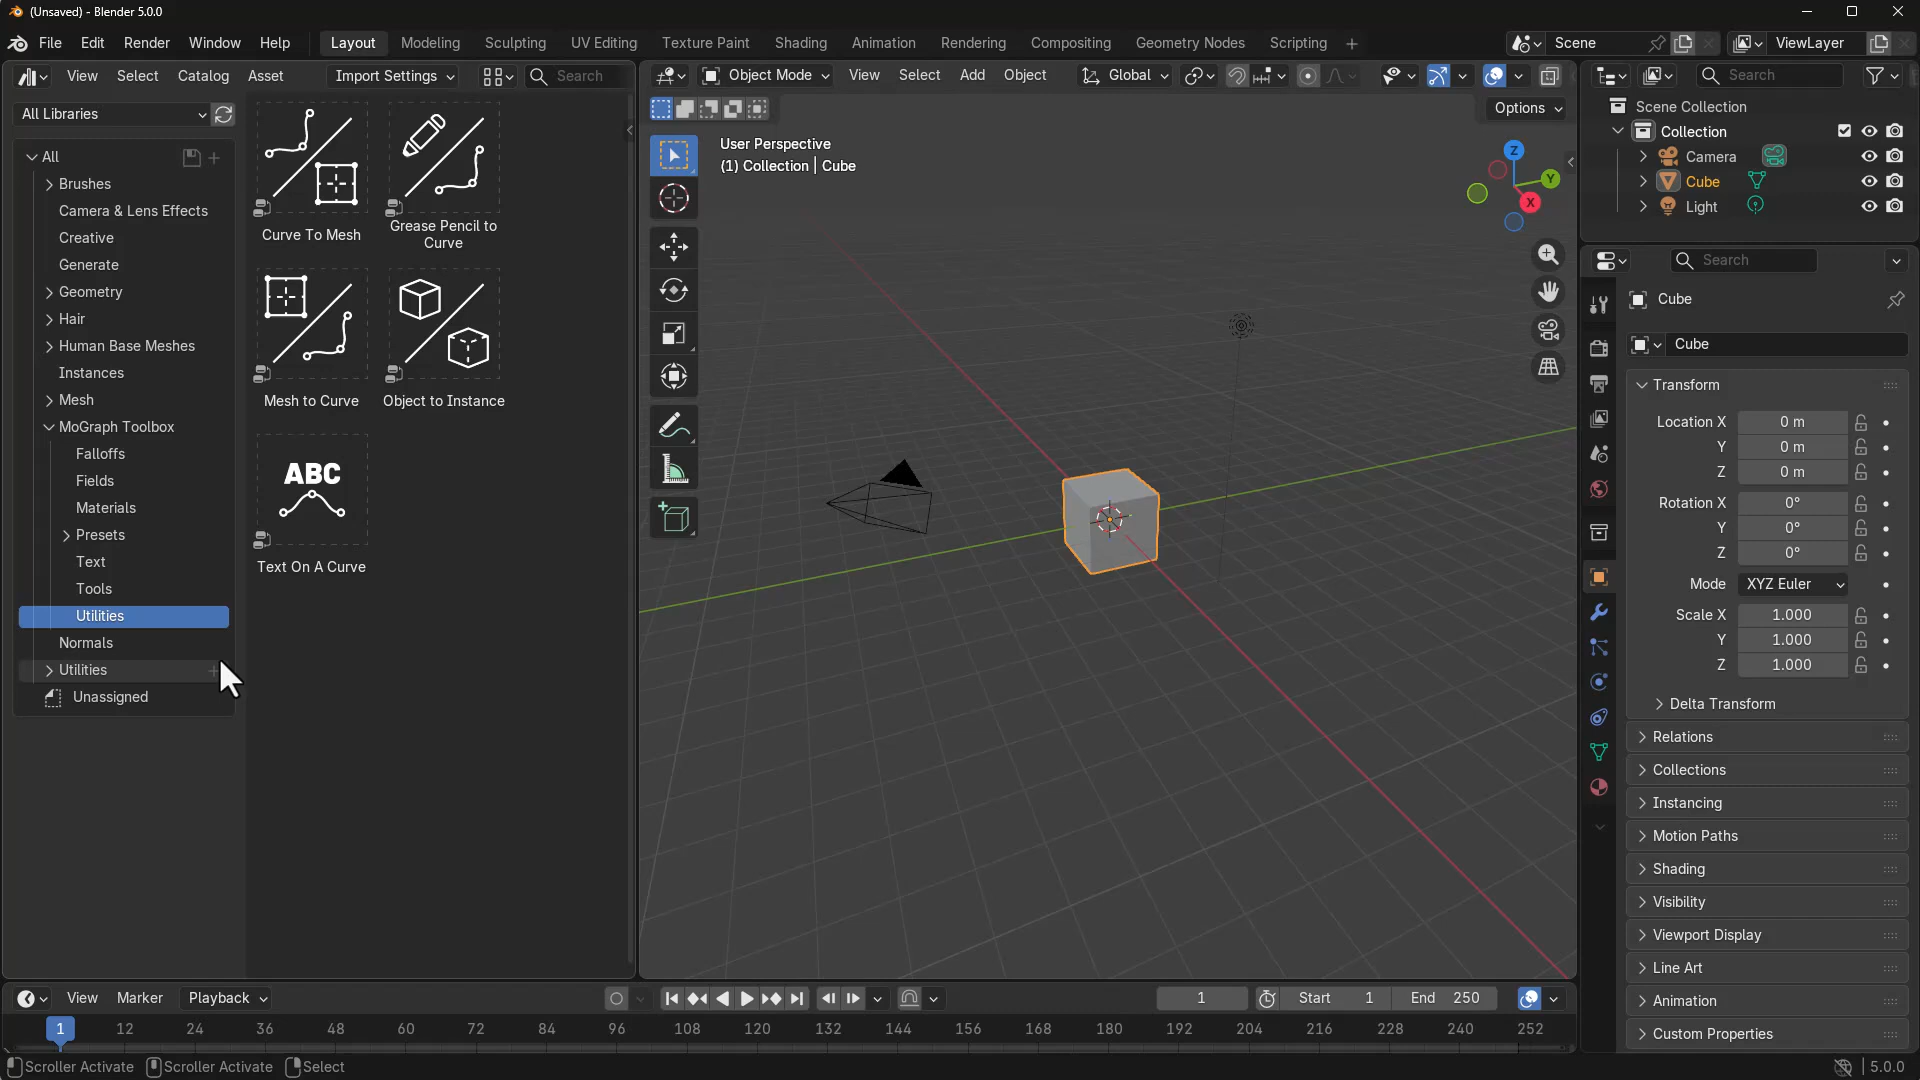 (Unsaved) - Blender 5.0.0
File Edit Render Window Help Layout Modeling Sculpting UV Editing Texture Paint Shading Animation Rendering Compositing Geometry Nodes Scripting + Scene ViewLayer
View Select Catalog Asset Import Settings Search
All Libraries
All
Brushes
Camera & Lens Effects
Creative
Generate
Geometry
Hair
Human Base Meshes
Instances
Mesh
MoGraph Toolbox
Falloffs
Fields
Materials
Presets
Text
Tools
Utilities
Normals
Utilities
Unassigned
Curve To Mesh
Grease Pencil to
Curve
Mesh to Curve
Object to Instance
ABC
Text On A Curve
Object Mode View Select Add Object Global
Options
User Perspective
(1) Collection | Cube
Z
Y
X
Search
Scene Collection
Collection
Camera
Cube
Light
Search
Cube
Cube
Transform
Location X 0 m
Y 0 m
Z 0 m
Rotation X 0°
Y 0°
Z 0°
Mode XYZ Euler
Scale X 1.000
Y 1.000
Z 1.000
Delta Transform
Relations
Collections
Instancing
Motion Paths
Shading
Visibility
Viewport Display
Line Art
Animation
Custom Properties
View Marker Playback 1 Start 1 End 250
1 12 24 36 48 60 72 84 96 108 120 132 144 156 168 180 192 204 216 228 240 252
Scroller Activate Scroller Activate Select 5.0.0